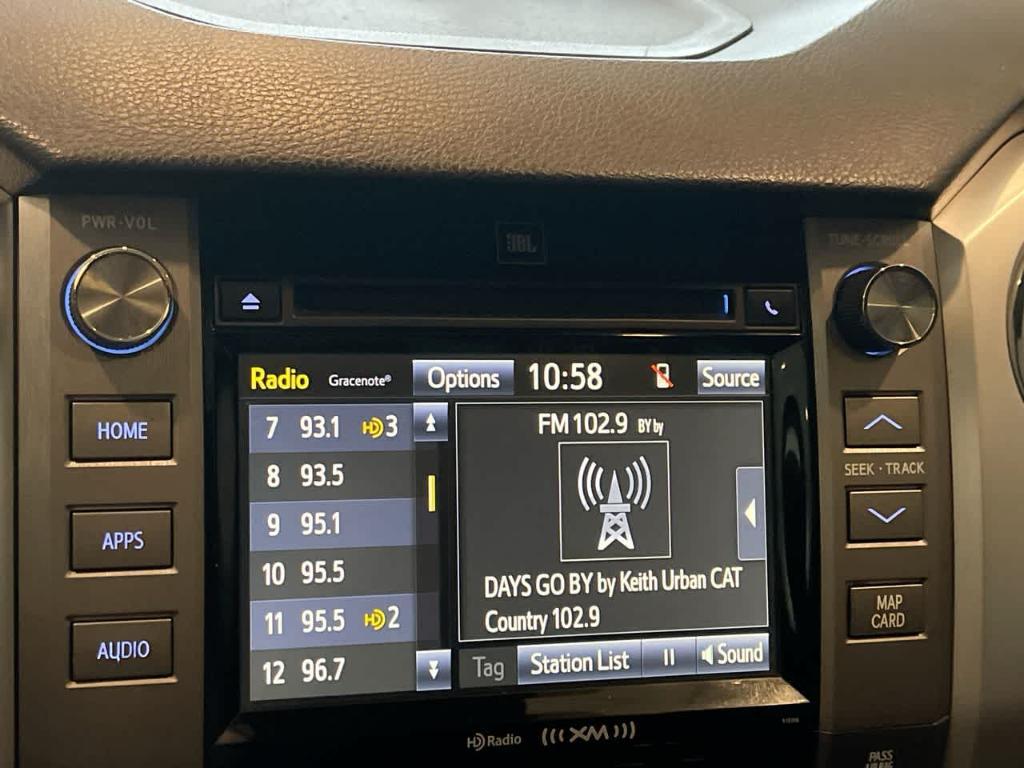 PWR·VOL
JBL
TUNE·SCROLL
Radio Gracenote® Options 10:58 Source
7 93.1 HD 3
8 93.5
9 95.1
10 95.5
11 95.5 HD 2
12 96.7
FM 102.9 BY by
DAYS GO BY by Keith Urban CAT
Country 102.9
Tag Station List Sound
HOME
APPS
AUDIO
SEEK · TRACK
MAP
CARD
HD Radio
(((XM)))
PASS